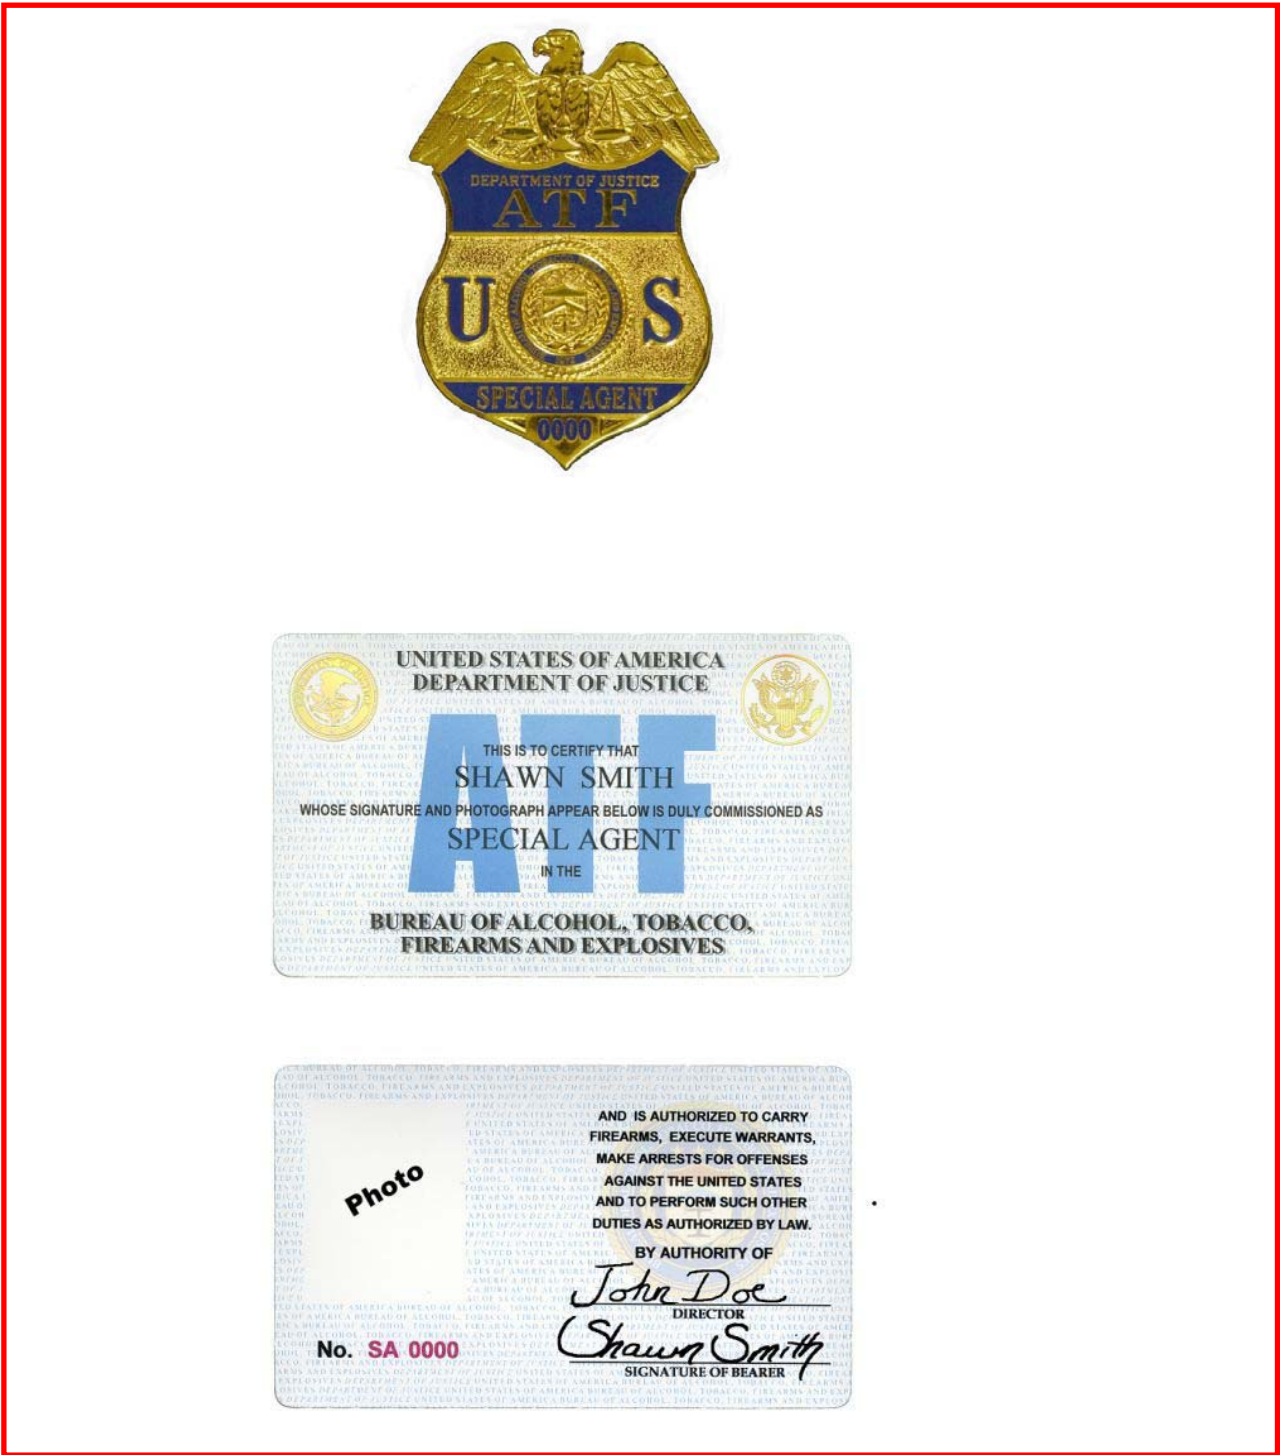 DEPARTMENT OF JUSTICE
ATF
U S
SPECIAL AGENT
0000
UNITED STATES OF AMERICA
DEPARTMENT OF JUSTICE
ATF
THIS IS TO CERTIFY THAT
SHAWN SMITH
WHOSE SIGNATURE AND PHOTOGRAPH APPEAR BELOW IS DULY COMMISSIONED AS
SPECIAL AGENT
IN THE
BUREAU OF ALCOHOL, TOBACCO,
FIREARMS AND EXPLOSIVES
Photo
AND IS AUTHORIZED TO CARRY
FIREARMS, EXECUTE WARRANTS,
MAKE ARRESTS FOR OFFENSES
AGAINST THE UNITED STATES
AND TO PERFORM SUCH OTHER
DUTIES AS AUTHORIZED BY LAW.
BY AUTHORITY OF
John Doe
DIRECTOR
No. SA 0000
Shawn Smith
SIGNATURE OF BEARER